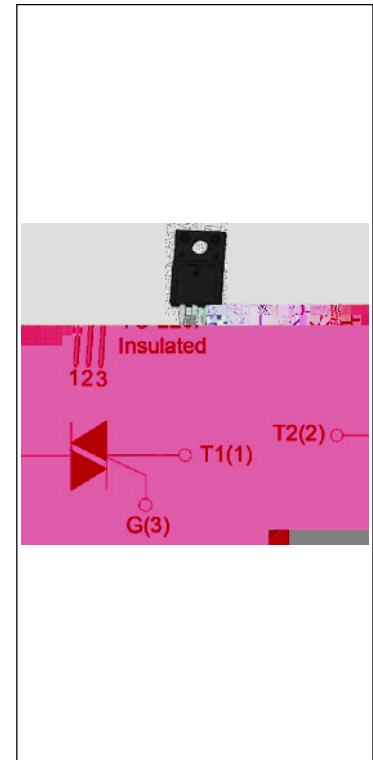 Insulated
123
T2(2)
T1(1)
G(3)